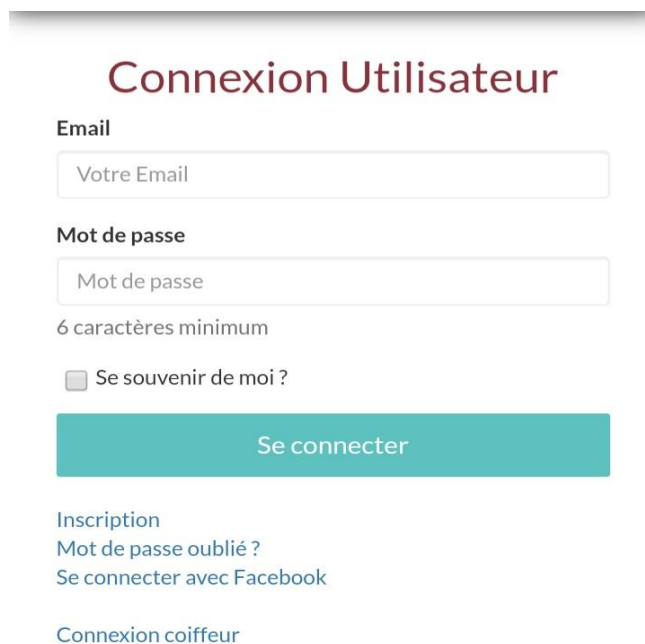 Connexion Utilisateur
Email
Votre Email
Mot de passe
Mot de passe
6 caractères minimum
Se souvenir de moi ?
Se connecter
Inscription
Mot de passe oublié ?
Se connecter avec Facebook
Connexion coiffeur